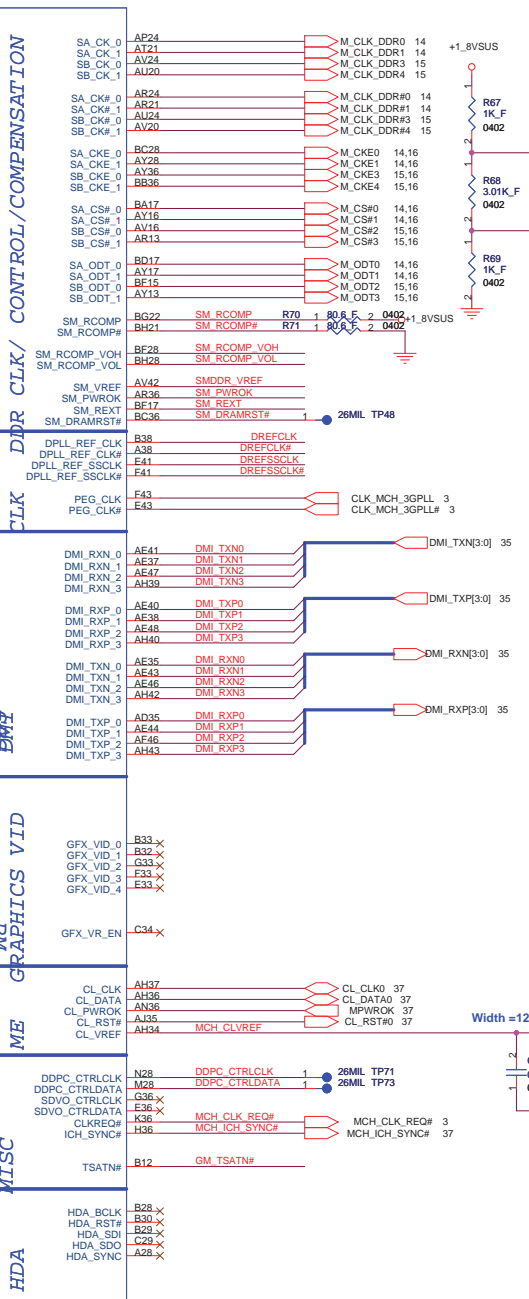 DDR CLK/ CONTROL/COMPENSATION
SA_CK_0 AP24 M_CLK_DDR0 14
SA_CK_1 AT21 M_CLK_DDR1 14
SB_CK_0 AV24 M_CLK_DDR3 15
SB_CK_1 AU20 M_CLK_DDR4 15
SA_CK#_0 AR24 M_CLK_DDR#0 14
SA_CK#_1 AR21 M_CLK_DDR#1 14
SB_CK#_0 AU24 M_CLK_DDR#3 15
SB_CK#_1 AV20 M_CLK_DDR#4 15
SA_CKE_0 BC28 M_CKE0 14,16
SA_CKE_1 AY28 M_CKE1 14,16
SB_CKE_0 AY36 M_CKE3 15,16
SB_CKE_1 BB36 M_CKE4 15,16
SA_CS#_0 BA17 M_CS#0 14,16
SA_CS#_1 AY16 M_CS#1 14,16
SB_CS#_0 AV16 M_CS#2 15,16
SB_CS#_1 AR13 M_CS#3 15,16
SA_ODT_0 BD17 M_ODT0 14,16
SA_ODT_1 AY17 M_ODT1 14,16
SB_ODT_0 BF15 M_ODT2 15,16
SB_ODT_1 AY13 M_ODT3 15,16
SM_RCOMP BG22 SM_RCOMP R70 1 80.6_F 2 0402 +1_8VSUS
SM_RCOMP# BH21 SM_RCOMP# R71 1 80.6_F 2 0402
SM_RCOMP_VOH BF28 SM_RCOMP_VOH
SM_RCOMP_VOL BH28 SM_RCOMP_VOL
SM_VREF AV42 SMDDR_VREF
SM_PWROK AR36 SM_PWROK
SM_REXT BF17 SM_REXT
SM_DRAMRST# BC36 SM_DRAMRST# 1 26MIL TP48
+1_8VSUS
1
R67
1K_F
0402
2
1
R68
3.01K_F
0402
2
1
R69
1K_F
0402
2
CLK
DPLL_REF_CLK B38 DREFCLK
DPLL_REF_CLK# A38 DREFCLK#
DPLL_REF_SSCLK E41 DREFSSCLK
DPLL_REF_SSCLK# F41 DREFSSCLK#
PEG_CLK F43 CLK_MCH_3GPLL 3
PEG_CLK# E43 CLK_MCH_3GPLL# 3
DMI
DMI_RXN_0 AE41 DMI_TXN0 DMI_TXN[3:0] 35
DMI_RXN_1 AE37 DMI_TXN1
DMI_RXN_2 AE47 DMI_TXN2
DMI_RXN_3 AH39 DMI_TXN3
DMI_RXP_0 AE40 DMI_TXP0 DMI_TXP[3:0] 35
DMI_RXP_1 AE38 DMI_TXP1
DMI_RXP_2 AE48 DMI_TXP2
DMI_RXP_3 AH40 DMI_TXP3
DMI_TXN_0 AE35 DMI_RXN0 DMI_RXN[3:0] 35
DMI_TXN_1 AE43 DMI_RXN1
DMI_TXN_2 AE46 DMI_RXN2
DMI_TXN_3 AH42 DMI_RXN3
DMI_TXP_0 AD35 DMI_RXP0 DMI_RXP[3:0] 35
DMI_TXP_1 AE44 DMI_RXP1
DMI_TXP_2 AF46 DMI_RXP2
DMI_TXP_3 AH43 DMI_RXP3
GRAPHICS VID
GFX_VID_0 B33
GFX_VID_1 B32
GFX_VID_2 G33
GFX_VID_3 F33
GFX_VID_4 E33
GFX_VR_EN C34
ME
CL_CLK AH37 CL_CLK0 37
CL_DATA AH36 CL_DATA0 37
CL_PWROK AN36 MPWROK 37
CL_RST# AJ35 CL_RST#0 37
CL_VREF AH34 MCH_CLVREF
Width =12
2
1
MISC
DDPC_CTRLCLK N28 DDPC_CTRLCLK 1 26MIL TP71
DDPC_CTRLDATA M28 DDPC_CTRLDATA 1 26MIL TP73
SDVO_CTRLCLK G36
SDVO_CTRLDATA E36
CLKREQ# K36 MCH_CLK_REQ# MCH_CLK_REQ# 3
ICH_SYNC# H36 MCH_ICH_SYNC# MCH_ICH_SYNC# 37
TSATN# B12 GM_TSATN#
HDA
HDA_BCLK B28
HDA_RST# B30
HDA_SDI B29
HDA_SDO C29
HDA_SYNC A28